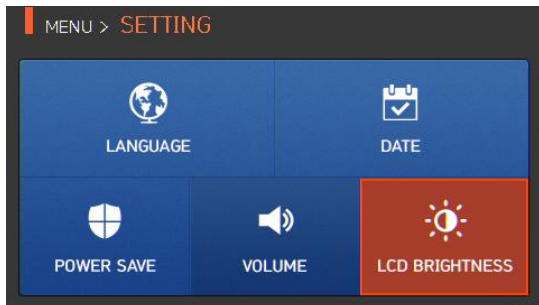 MENU > SETTING
LANGUAGE
DATE
POWER SAVE
VOLUME
LCD BRIGHTNESS